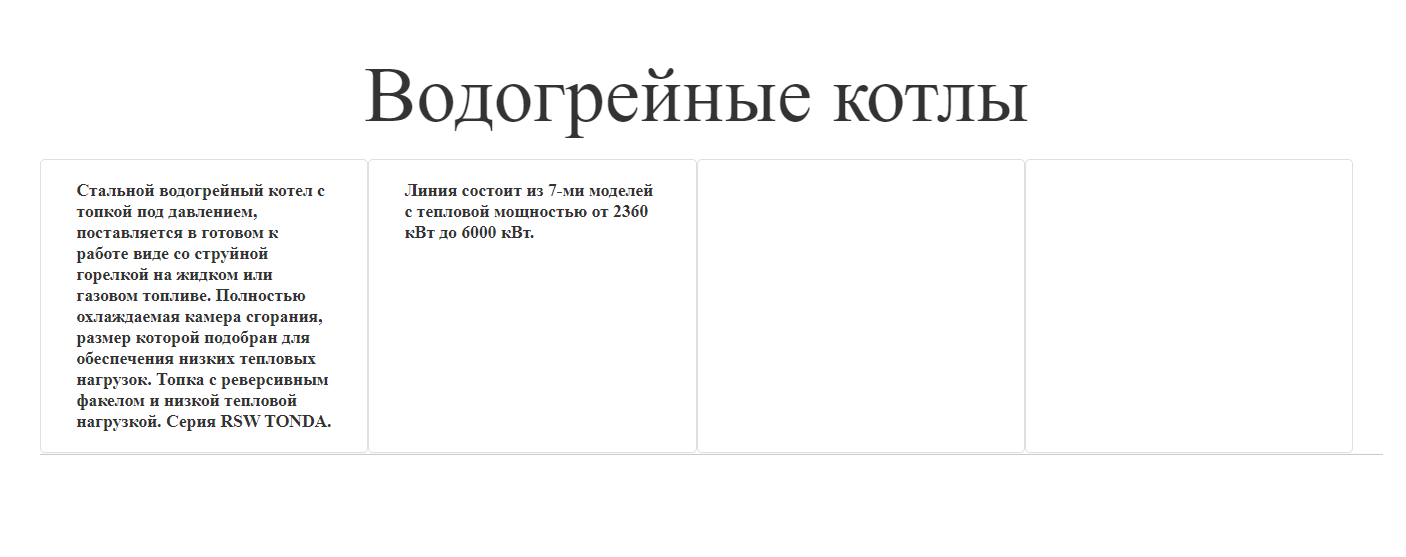 Водогрейные котлы
Стальной водогрейный котел с
топкой под давлением,
поставляется в готовом к
работе виде со струйной
горелкой на жидком или
газовом топливе. Полностью
охлаждаемая камера сгорания,
размер которой подобран для
обеспечения низких тепловых
нагрузок. Топка с реверсивным
факелом и низкой тепловой
нагрузкой. Серия RSW TONDA.
Линия состоит из 7-ми моделей
с тепловой мощностью от 2360
кВт до 6000 кВт.